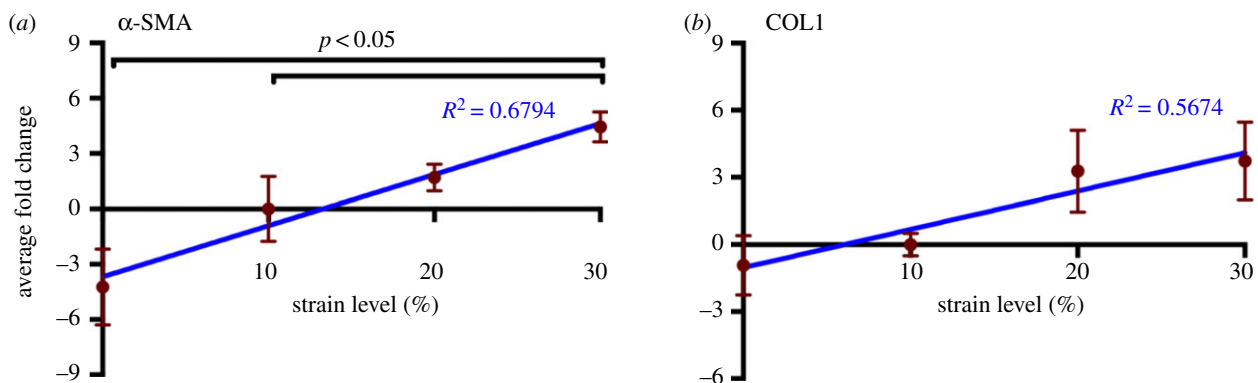 (a) α-SMA
9
6
3
0
–3
–6
–9
average fold change
p < 0.05
R² = 0.6794
10 20 30
strain level (%)
(b) COL1
9
6
3
0
–3
–6
R² = 0.5674
10 20 30
strain level (%)